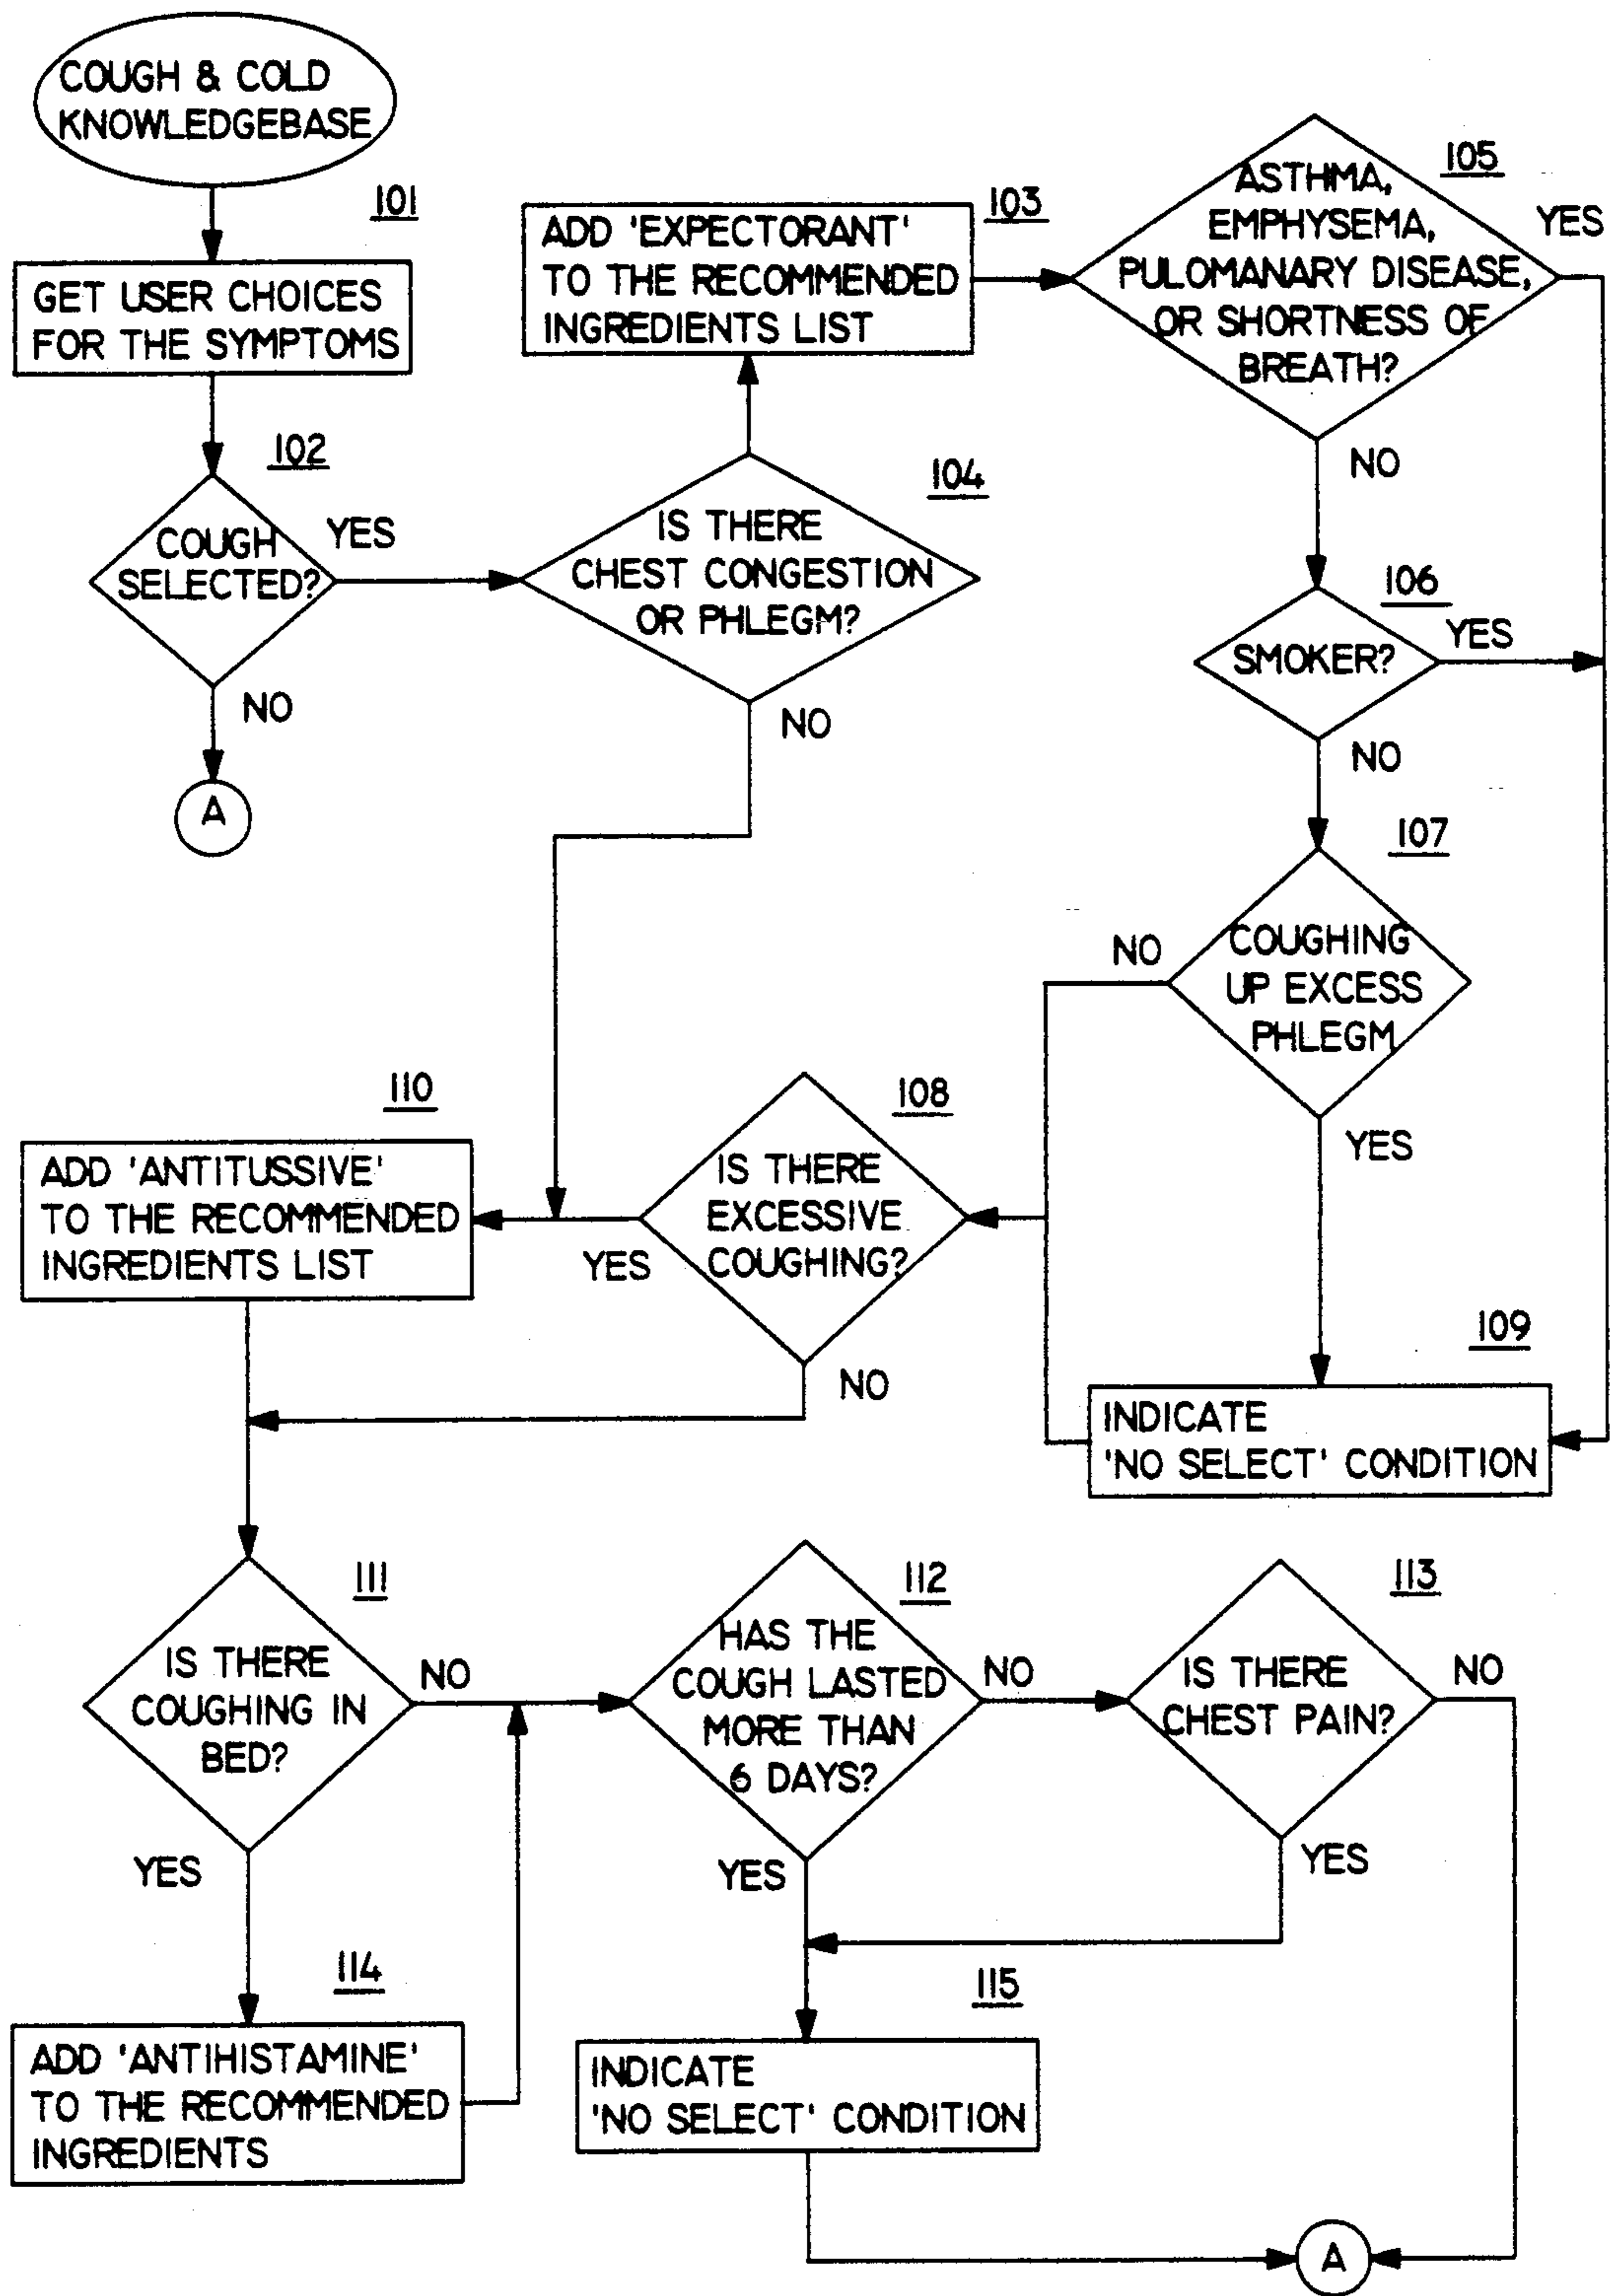 COUGH & COLD
KNOWLEDGEBASE
101
GET USER CHOICES
FOR THE SYMPTOMS
102
COUGH
SELECTED?
YES
NO
A
103
ADD 'EXPECTORANT'
TO THE RECOMMENDED
INGREDIENTS LIST
104
IS THERE
CHEST CONGESTION
OR PHLEGM?
NO
105
ASTHMA,
EMPHYSEMA,
PULOMANARY DISEASE,
OR SHORTNESS OF
BREATH?
YES
NO
106
SMOKER?
YES
NO
107
COUGHING
UP EXCESS
PHLEGM
NO
YES
108
IS THERE
EXCESSIVE
COUGHING?
YES
NO
109
INDICATE
'NO SELECT' CONDITION
110
ADD 'ANTITUSSIVE'
TO THE RECOMMENDED
INGREDIENTS LIST
111
IS THERE
COUGHING IN
BED?
NO
YES
112
HAS THE
COUGH LASTED
MORE THAN
6 DAYS?
NO
YES
113
IS THERE
CHEST PAIN?
NO
YES
114
ADD 'ANTIHISTAMINE'
TO THE RECOMMENDED
INGREDIENTS
115
INDICATE
'NO SELECT' CONDITION
A